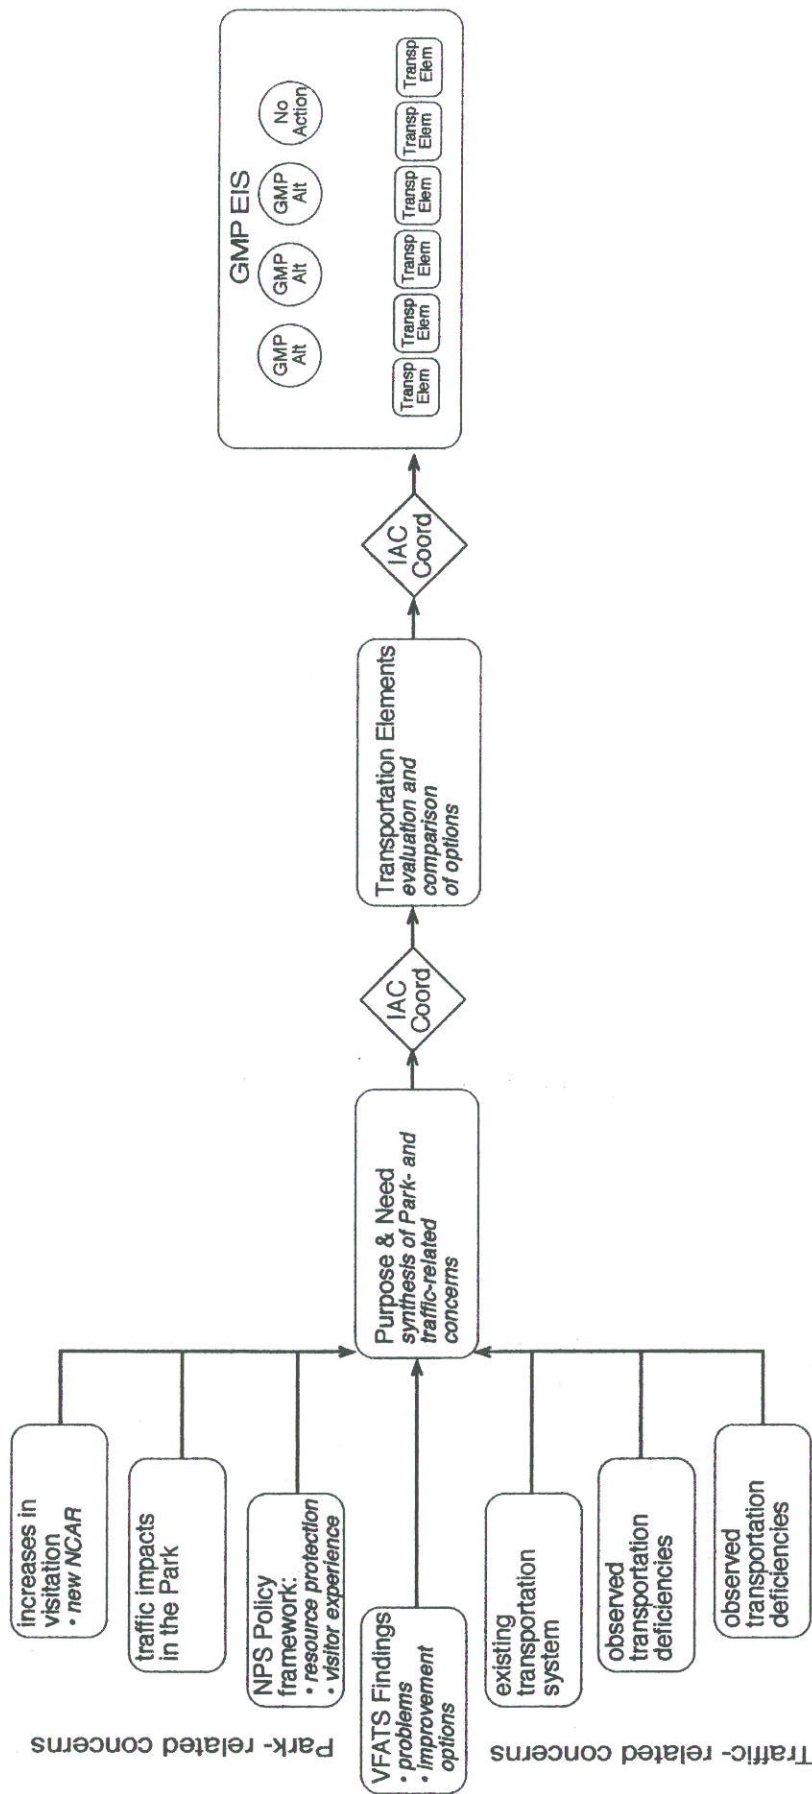 Park- related concerns
increases in
visitation
• new NCAR
traffic impacts
in the Park
NPS Policy
framework:
• resource protection
• visitor experience
VFATS Findings
• problems
• improvement
options
Traffic- related concerns
existing
transportation
system
observed
transportation
deficiencies
observed
transportation
deficiencies
Purpose & Need
synthesis of Park- and
traffic-related
concerns
IAC
Coord
Transportation Elements
evaluation and
comparison
of options
IAC
Coord
GMP EIS
GMP
Alt
GMP
Alt
GMP
Alt
No
Action
Transp
Elem
Transp
Elem
Transp
Elem
Transp
Elem
Transp
Elem
Transp
Elem